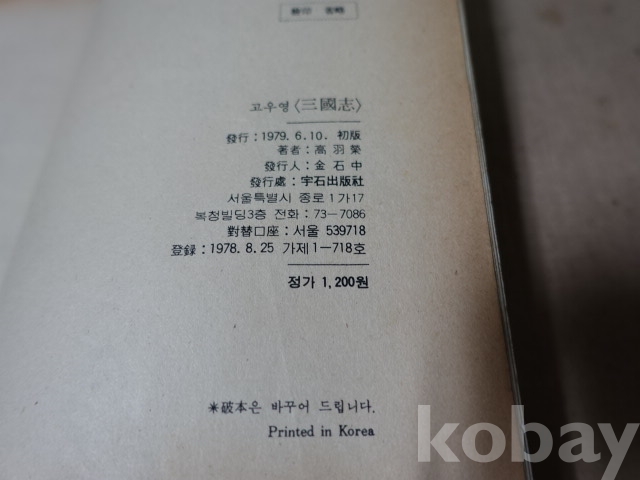 檢印 省略
고우영 〈三國志〉
發行 : 1979. 6. 10. 初版
著者 : 高羽榮
發行人 : 金石中
發行處 : 宇石出版社
서울특별시 종로 1가17
복청빌딩3층 전화 : 73-7086
對替口座 : 서울 539718
登錄 : 1978. 8. 25 가제1-718호
정가 1,200원
*破本은 바꾸어 드립니다.
Printed in Korea
kobay